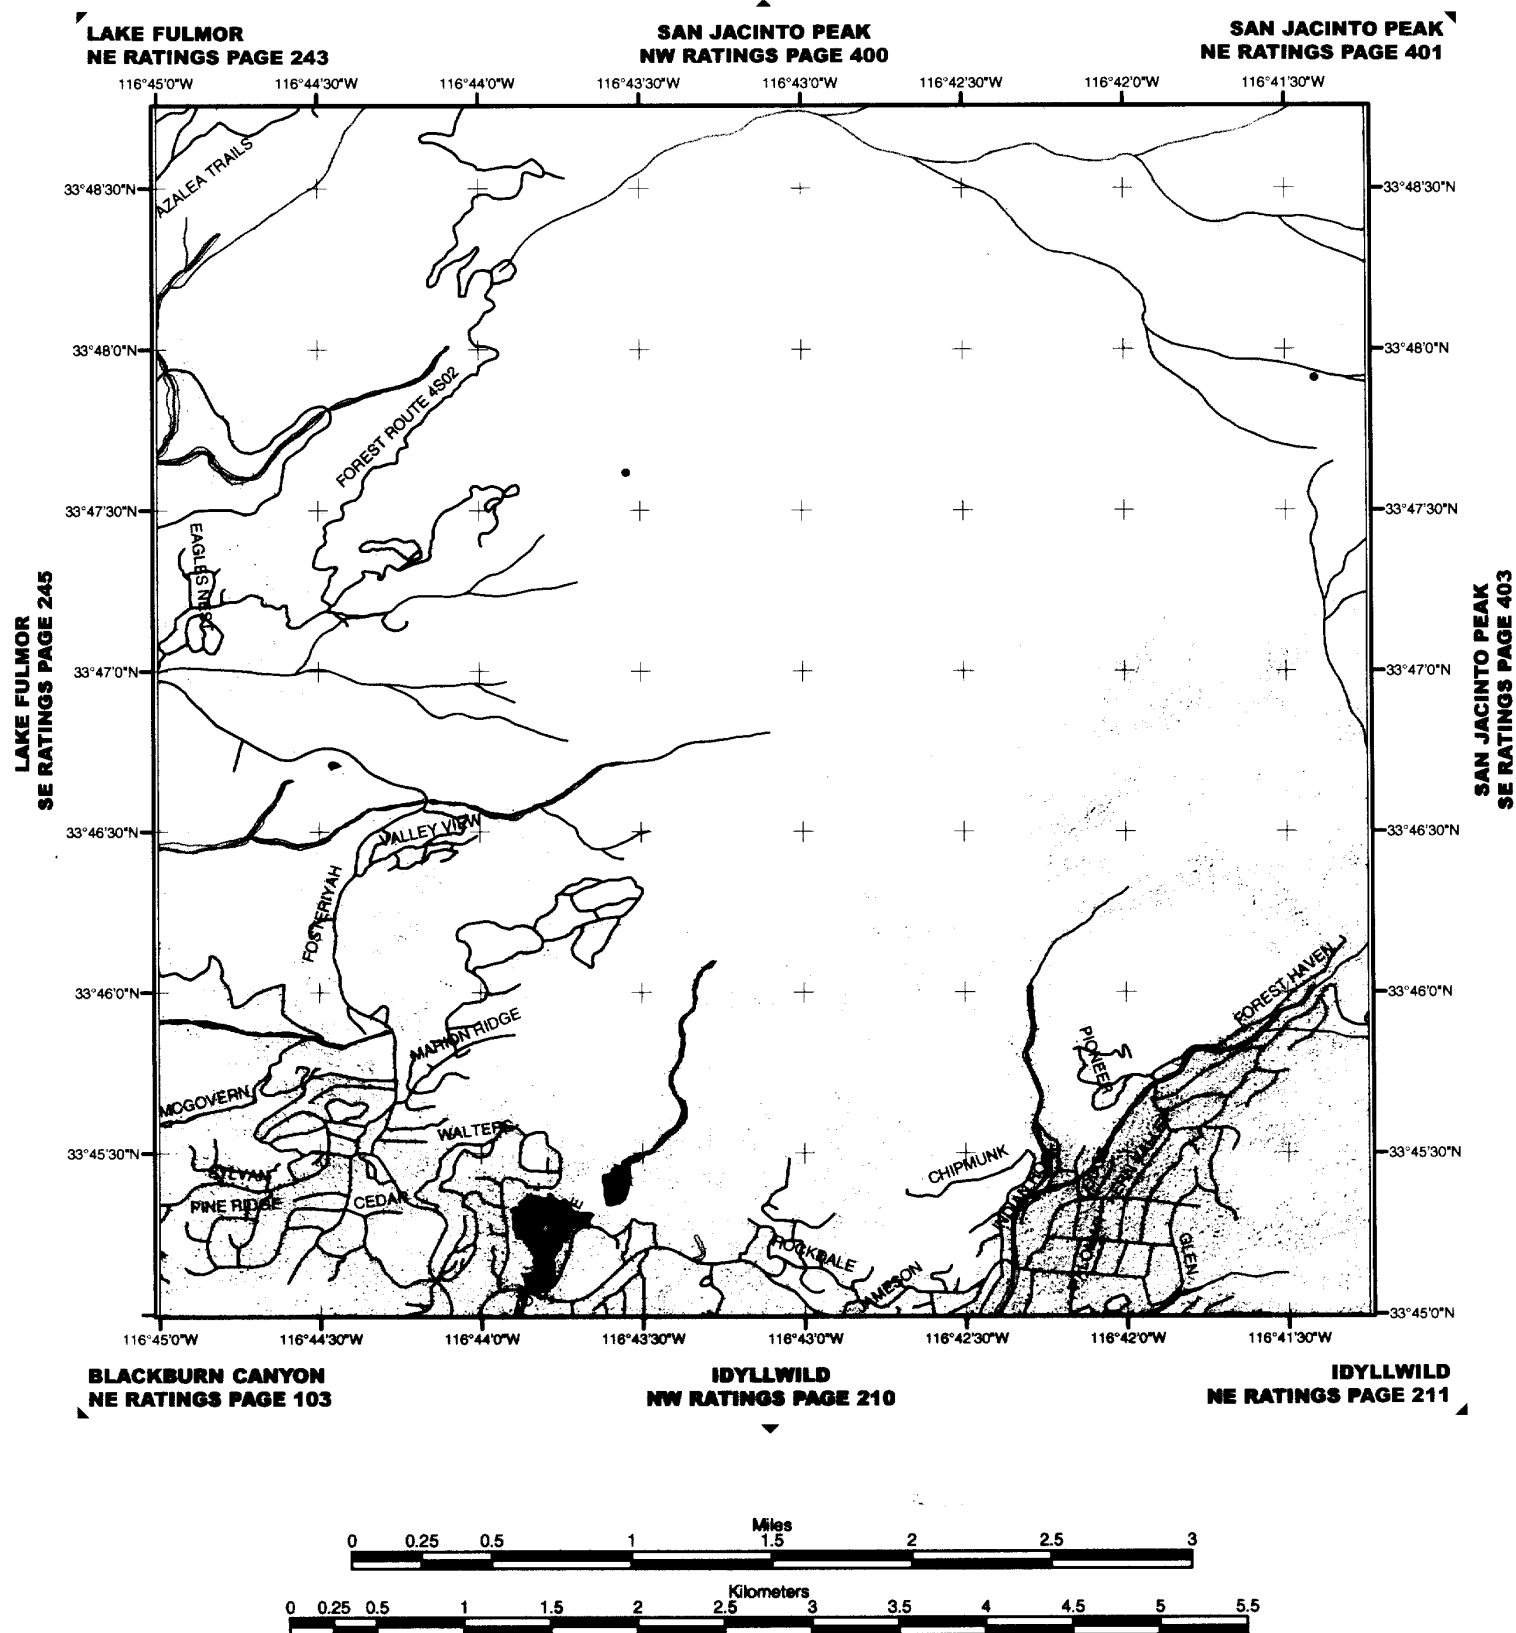 LAKE FULMOR
NE RATINGS PAGE 243
SAN JACINTO PEAK
NW RATINGS PAGE 400
SAN JACINTO PEAK
NE RATINGS PAGE 401
116°45'0"W 116°44'30"W 116°44'0"W 116°43'30"W 116°43'0"W 116°42'30"W 116°42'0"W 116°41'30"W
AZALEA TRAILS
33°48'30"N 33°48'30"N
33°48'0"N 33°48'0"N
FOREST ROUTE 4S02
33°47'30"N 33°47'30"N
EAGLES NEST
LAKE FULMOR
SE RATINGS PAGE 245
SAN JACINTO PEAK
SE RATINGS PAGE 403
33°47'0"N 33°47'0"N
33°46'30"N 33°46'30"N
VALLEY VIEW
FOSTERIYAH
FOREST HAVEN
33°46'0"N 33°46'0"N
MARION RIDGE
PIONEER
MCGOVERN
WALTERS
33°45'30"N 33°45'30"N
CHIPMUNK
SYLVAN
PINE RIDGE
CEDAR
INDIAN
ROCKDALE
GLEN
JAMESON
33°45'0"N
116°45'0"W 116°44'30"W 116°44'0"W 116°43'30"W 116°43'0"W 116°42'30"W 116°42'0"W 116°41'30"W
BLACKBURN CANYON
NE RATINGS PAGE 103
IDYLLWILD
NW RATINGS PAGE 210
IDYLLWILD
NE RATINGS PAGE 211
Miles
0 0.25 0.5 1 1.5 2 2.5 3
Kilometers
0 0.25 0.5 1 1.5 2 2.5 3 3.5 4 4.5 5 5.5